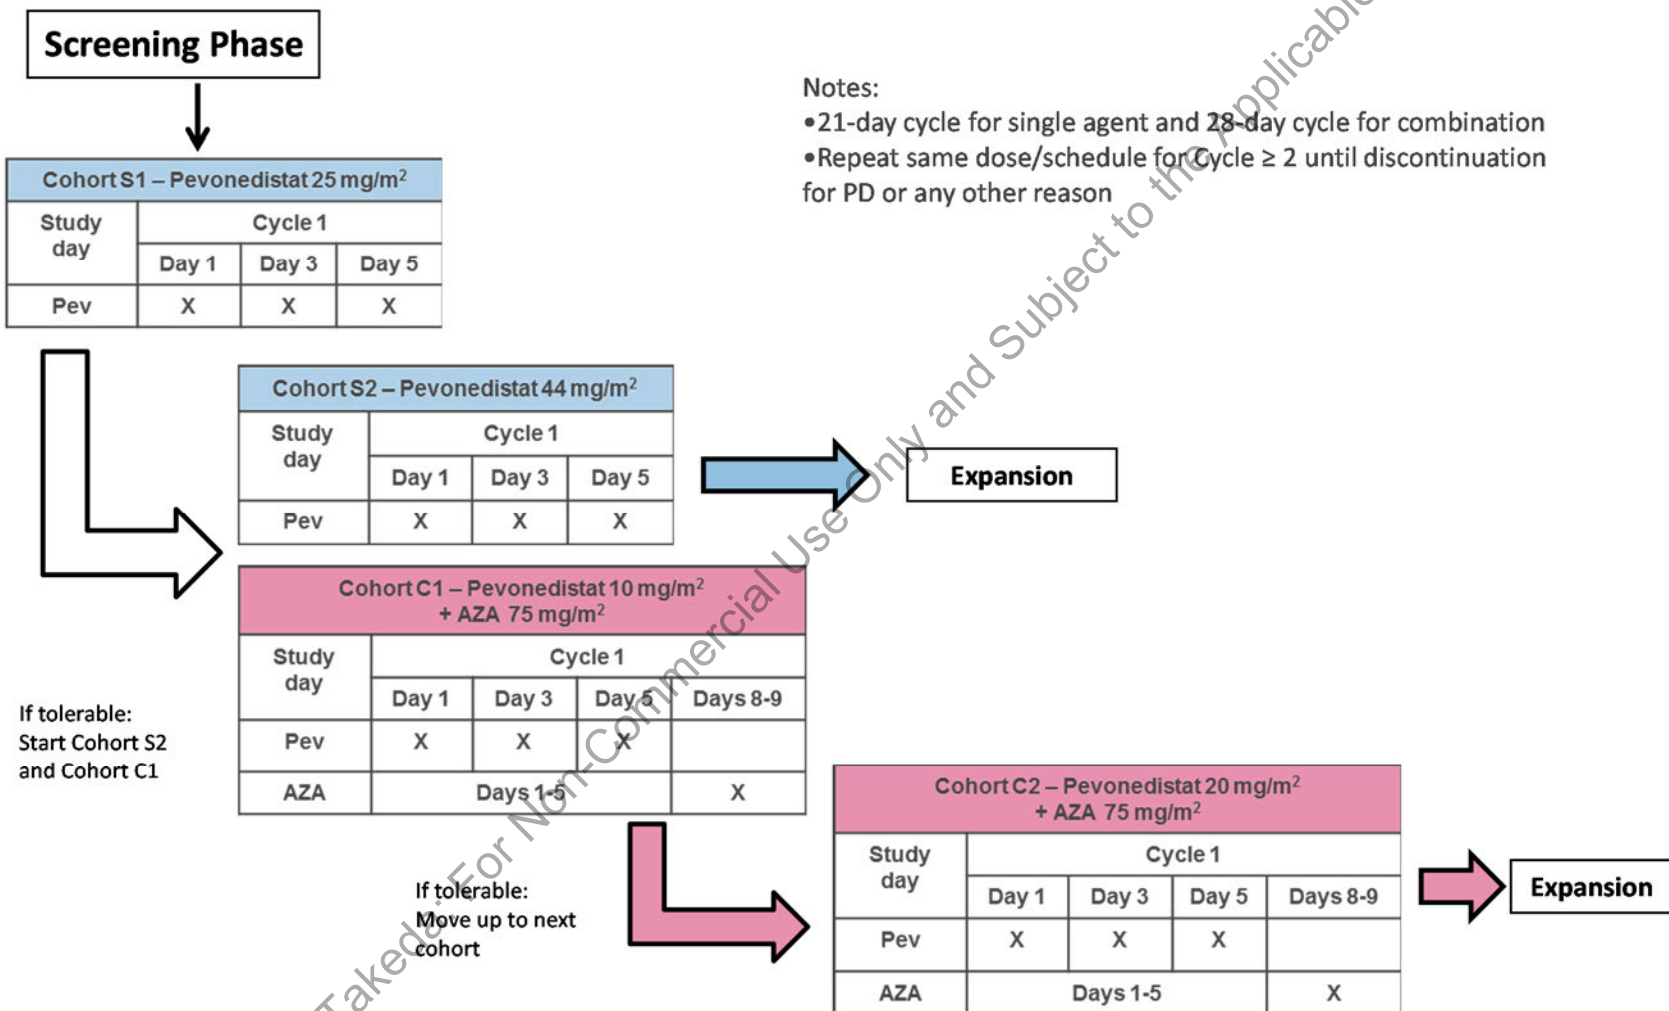 Screening Phase
Notes:
•21-day cycle for single agent and 28-day cycle for combination
•Repeat same dose/schedule for Cycle ≥ 2 until discontinuation
for PD or any other reason
Cohort S1 – Pevonedistat 25 mg/m²
Study day Cycle 1
Day 1 Day 3 Day 5
Pev X X X
Cohort S2 – Pevonedistat 44 mg/m²
Study day Cycle 1
Day 1 Day 3 Day 5
Pev X X X
Expansion
Cohort C1 – Pevonedistat 10 mg/m²
+ AZA 75 mg/m²
Study day Cycle 1
Day 1 Day 3 Day 5 Days 8-9
Pev X X X
AZA Days 1-5 X
If tolerable:
Start Cohort S2
and Cohort C1
Cohort C2 – Pevonedistat 20 mg/m²
+ AZA 75 mg/m²
Study day Cycle 1
Day 1 Day 3 Day 5 Days 8-9
Pev X X X
AZA Days 1-5 X
Expansion
If tolerable:
Move up to next
cohort
Takeda: For Non-Commercial Use Only and Subject to the Applicable